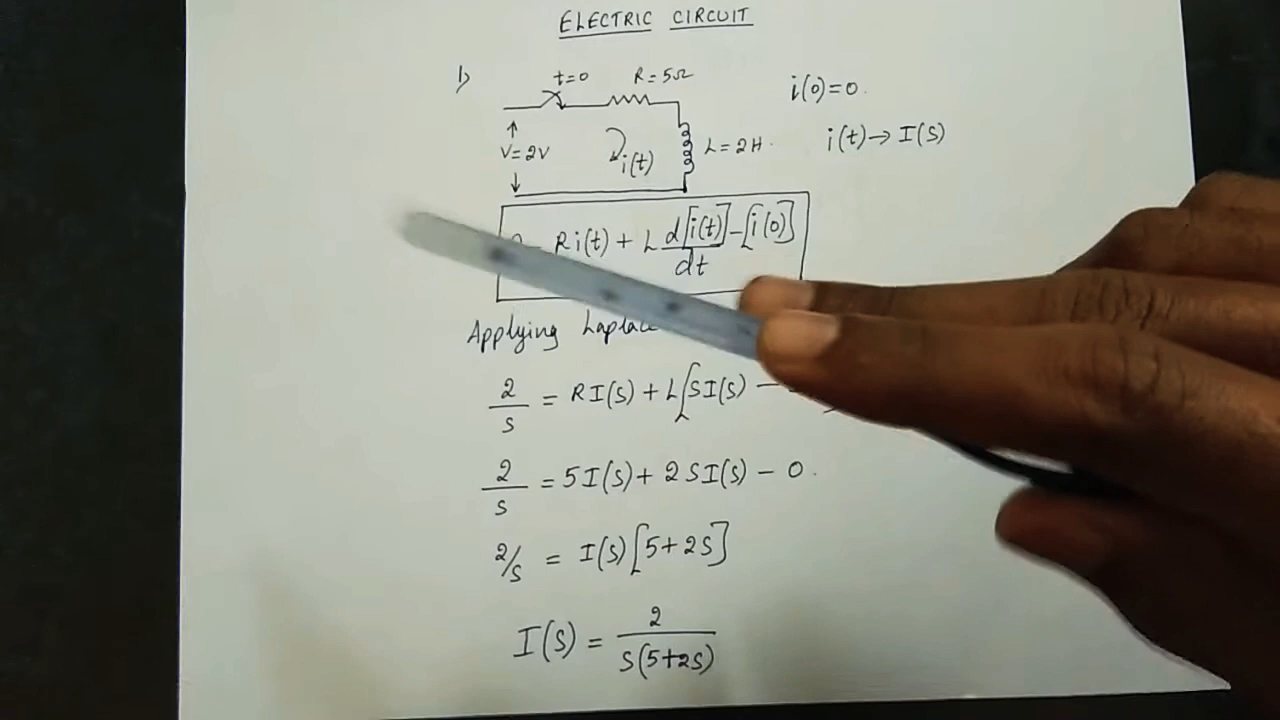 ELECTRIC CIRCUIT
1)
t=0 R=5Ω
i(0)=0.
V=2V i(t) L=2H.
i(t)→I(S)
Ri(t) + L d[i(t)]/dt - [i(0)]
Applying Laplace
2/s = RI(s) + L[SI(s) -
2/s = 5I(s) + 2SI(s) - 0.
2/s = I(s)[5+2S]
I(S) = 2/S(5+2S)